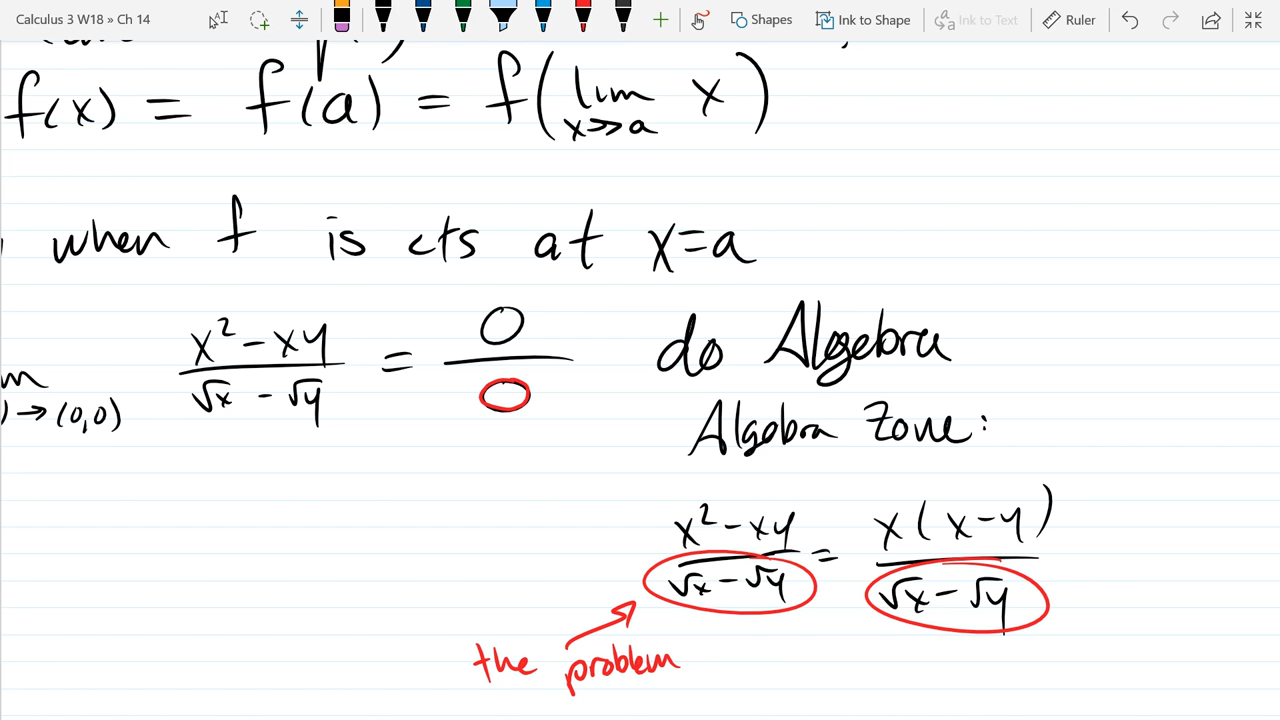 Calculus 3 W18 » Ch 14
Shapes
Ink to Shape
Ink to Text
Ruler
f(x) = f(a) = f(lim x→a x)
when f is cts at x=a
x² - xy / √x - √y = 0 / 0
→ (0,0)
do Algebra
Algebra Zone:
x² - xy / √x - √y = x(x-y) / √x - √y
the problem